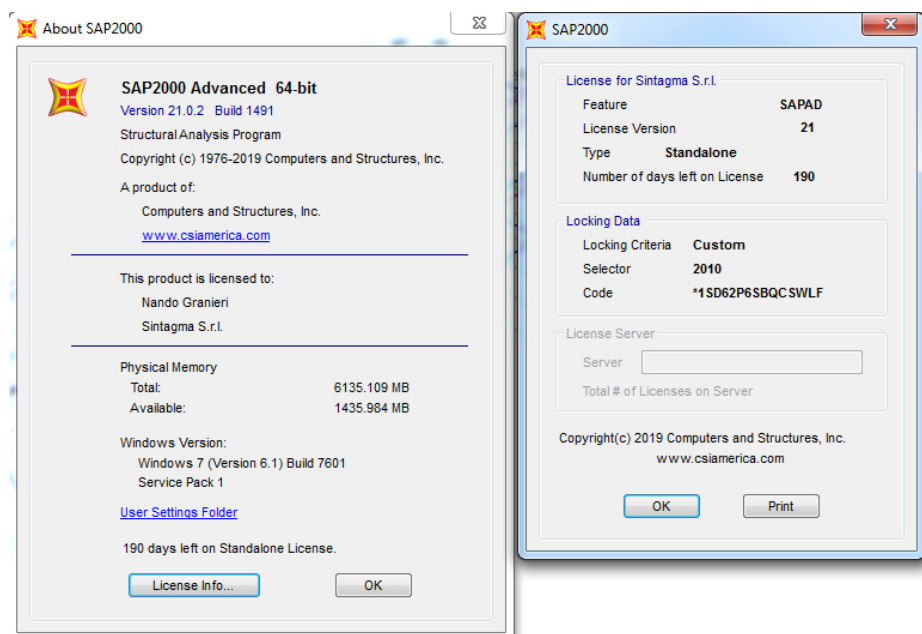 About SAP2000
SAP2000 Advanced 64-bit
Version 21.0.2 Build 1491
Structural Analysis Program
Copyright (c) 1976-2019 Computers and Structures, Inc.
A product of:
Computers and Structures, Inc.
www.csiamerica.com
This product is licensed to:
Nando Granieri
Sintagma S.r.l.
Physical Memory
Total: 6135.109 MB
Available: 1435.984 MB
Windows Version:
Windows 7 (Version 6.1) Build 7601
Service Pack 1
User Settings Folder
190 days left on Standalone License.
License Info... OK
SAP2000
License for Sintagma S.r.l.
Feature SAPAD
License Version 21
Type Standalone
Number of days left on License 190
Locking Data
Locking Criteria Custom
Selector 2010
Code *1SD62P6SBQCSWLF
License Server
Server
Total # of Licenses on Server
Copyright(c) 2019 Computers and Structures, Inc.
www.csiamerica.com
OK Print